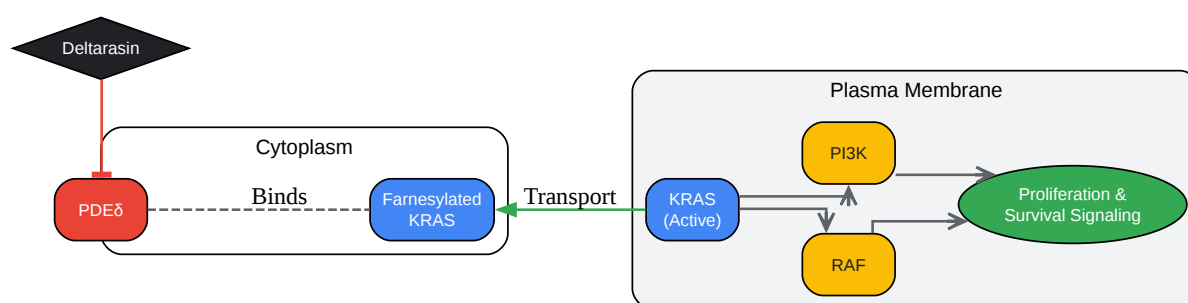 Deltarasin
Plasma Membrane
Cytoplasm
PI3K
PDEδ
Binds
Farnesylated
KRAS
Transport
KRAS
(Active)
Proliferation &
Survival Signaling
RAF